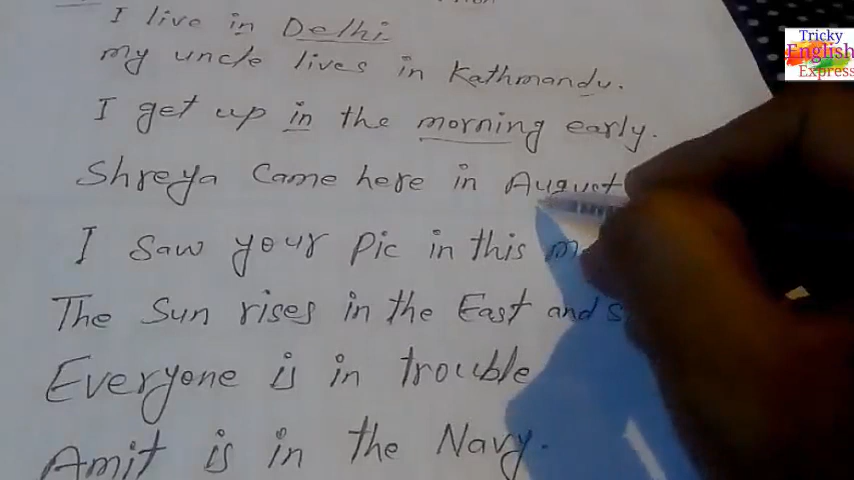 I live in Delhi
my uncle lives in Kathmandu.
I get up in the morning early.
Shreya Came here in August
I Saw your Pic in this
The Sun rises in the East and
Everyone is in trouble
Amit is in the Navy.
Tricky
English
Express